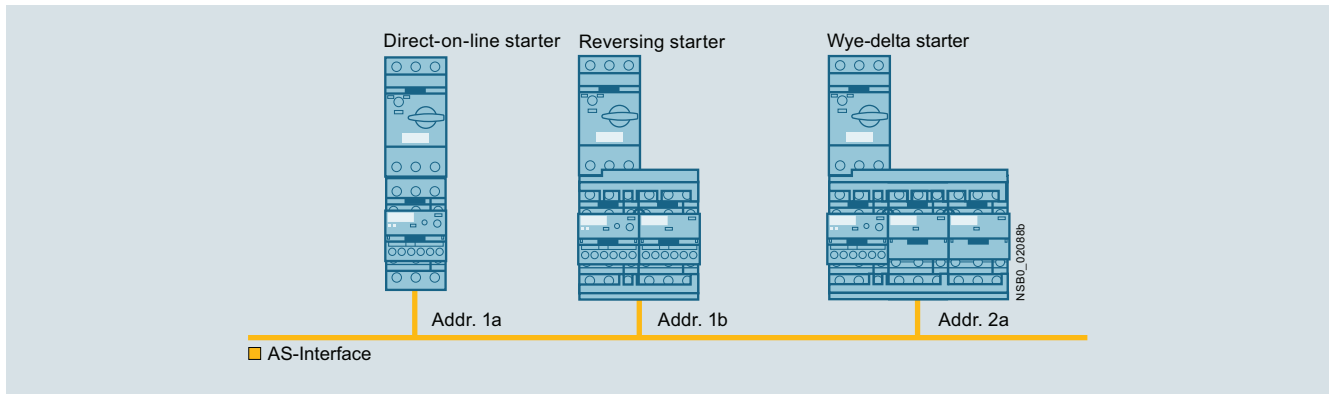 Direct-on-line starter
Reversing starter
Wye-delta starter
NSB0_02088b
Addr. 1a
Addr. 1b
Addr. 2a
AS-Interface